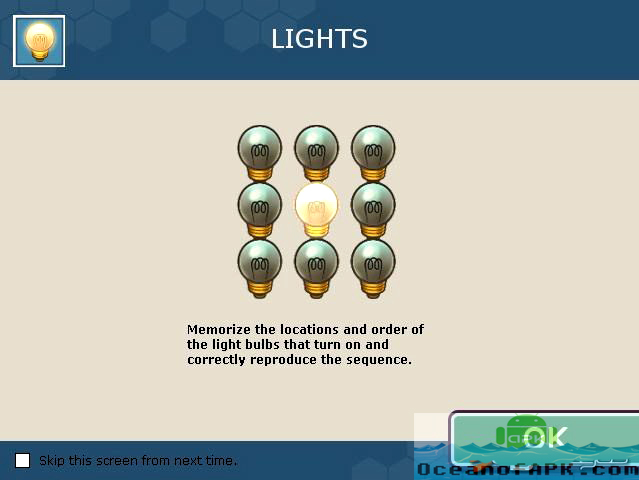 LIGHTS
Memorize the locations and order of
the light bulbs that turn on and
correctly reproduce the sequence.
OK
APK
Skip this screen from next time.
OceanofAPK.com